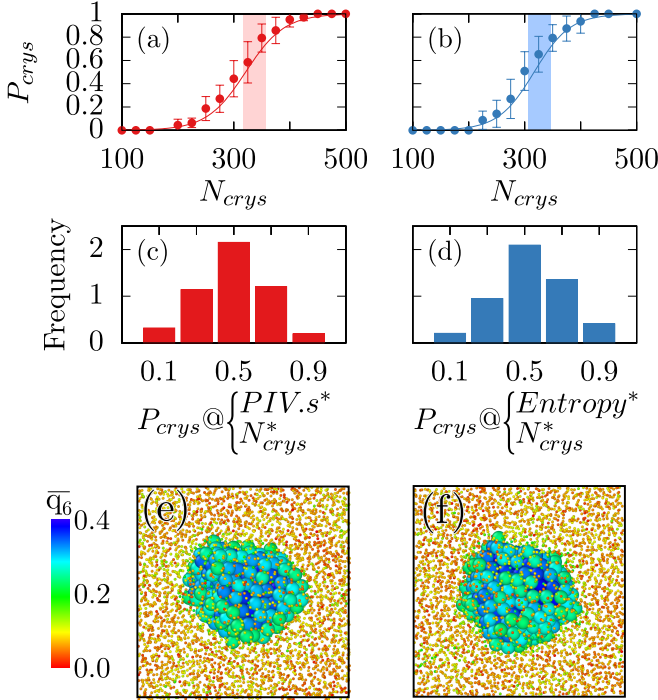 (a) (b)
P_crys
1
0.8
0.6
0.4
0.2
0
100 300 500 100 300 500
N_crys N_crys
Frequency
2
1
0
(c) (d)
0.1 0.5 0.9 0.1 0.5 0.9
P_crys@{PIV.s* P_crys@{Entropy*
N*_crys N*_crys
q̅6
0.4
0.2
0.0
(e) (f)